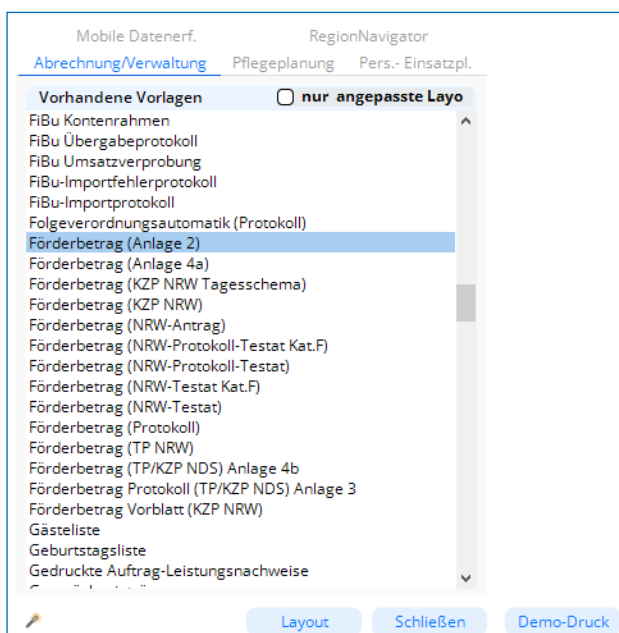 Mobile Datenerf. RegionNavigator
Abrechnung/Verwaltung Pflegeplanung Pers.- Einsatzpl.
Vorhandene Vorlagen nur angepasste Layo
FiBu Kontenrahmen
FiBu Übergabeprotokoll
FiBu Umsatzverprobung
FiBu-Importfehlerprotokoll
FiBu-Importprotokoll
Folgeverordnungsautomatik (Protokoll)
Förderbetrag (Anlage 2)
Förderbetrag (Anlage 4a)
Förderbetrag (KZP NRW Tagesschema)
Förderbetrag (KZP NRW)
Förderbetrag (NRW-Antrag)
Förderbetrag (NRW-Protokoll-Testat Kat.F)
Förderbetrag (NRW-Protokoll-Testat)
Förderbetrag (NRW-Testat Kat.F)
Förderbetrag (NRW-Testat)
Förderbetrag (Protokoll)
Förderbetrag (TP NRW)
Förderbetrag (TP/KZP NDS) Anlage 4b
Förderbetrag Protokoll (TP/KZP NDS) Anlage 3
Förderbetrag Vorblatt (KZP NRW)
Gästeliste
Geburtstagsliste
Gedruckte Auftrag-Leistungsnachweise
Layout Schließen Demo-Druck